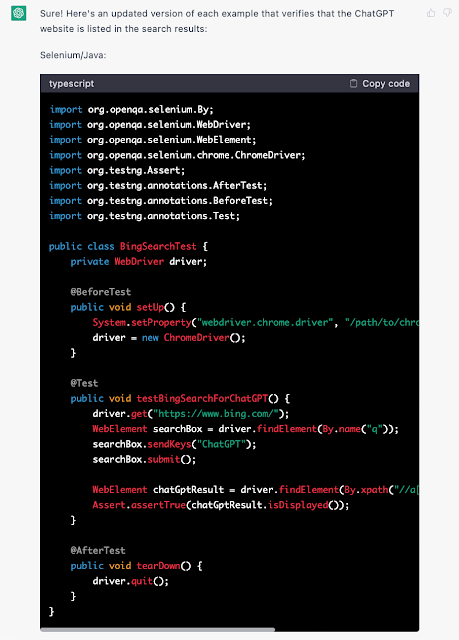 Sure! Here's an updated version of each example that verifies that the ChatGPT
website is listed in the search results:
Selenium/Java:
typescript Copy code
import org.openqa.selenium.By;
import org.openqa.selenium.WebDriver;
import org.openqa.selenium.WebElement;
import org.openqa.selenium.chrome.ChromeDriver;
import org.testng.Assert;
import org.testng.annotations.AfterTest;
import org.testng.annotations.BeforeTest;
import org.testng.annotations.Test;
public class BingSearchTest {
    private WebDriver driver;
    @BeforeTest
    public void setUp() {
        System.setProperty("webdriver.chrome.driver", "/path/to/chro
        driver = new ChromeDriver();
    }
    @Test
    public void testBingSearchForChatGPT() {
        driver.get("https://www.bing.com/");
        WebElement searchBox = driver.findElement(By.name("q"));
        searchBox.sendKeys("ChatGPT");
        searchBox.submit();
        WebElement chatGptResult = driver.findElement(By.xpath("//a[
        Assert.assertTrue(chatGptResult.isDisplayed());
    }
    @AfterTest
    public void tearDown() {
        driver.quit();
    }
}